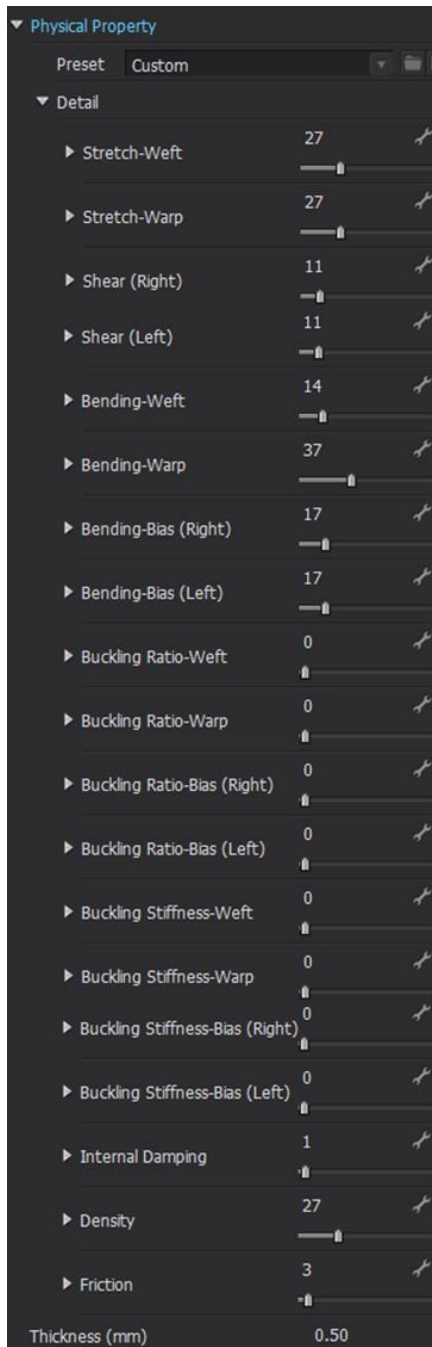 Physical Property
Preset Custom
Detail
27
Stretch-Weft
27
Stretch-Warp
11
Shear (Right)
11
Shear (Left)
14
Bending-Weft
37
Bending-Warp
17
Bending-Bias (Right)
17
Bending-Bias (Left)
0
Buckling Ratio-Weft
0
Buckling Ratio-Warp
0
Buckling Ratio-Bias (Right)
0
Buckling Ratio-Bias (Left)
0
Buckling Stiffness-Weft
0
Buckling Stiffness-Warp
0
Buckling Stiffness-Bias (Right)
0
Buckling Stiffness-Bias (Left)
1
Internal Damping
27
Density
3
Friction
Thickness (mm) 0.50